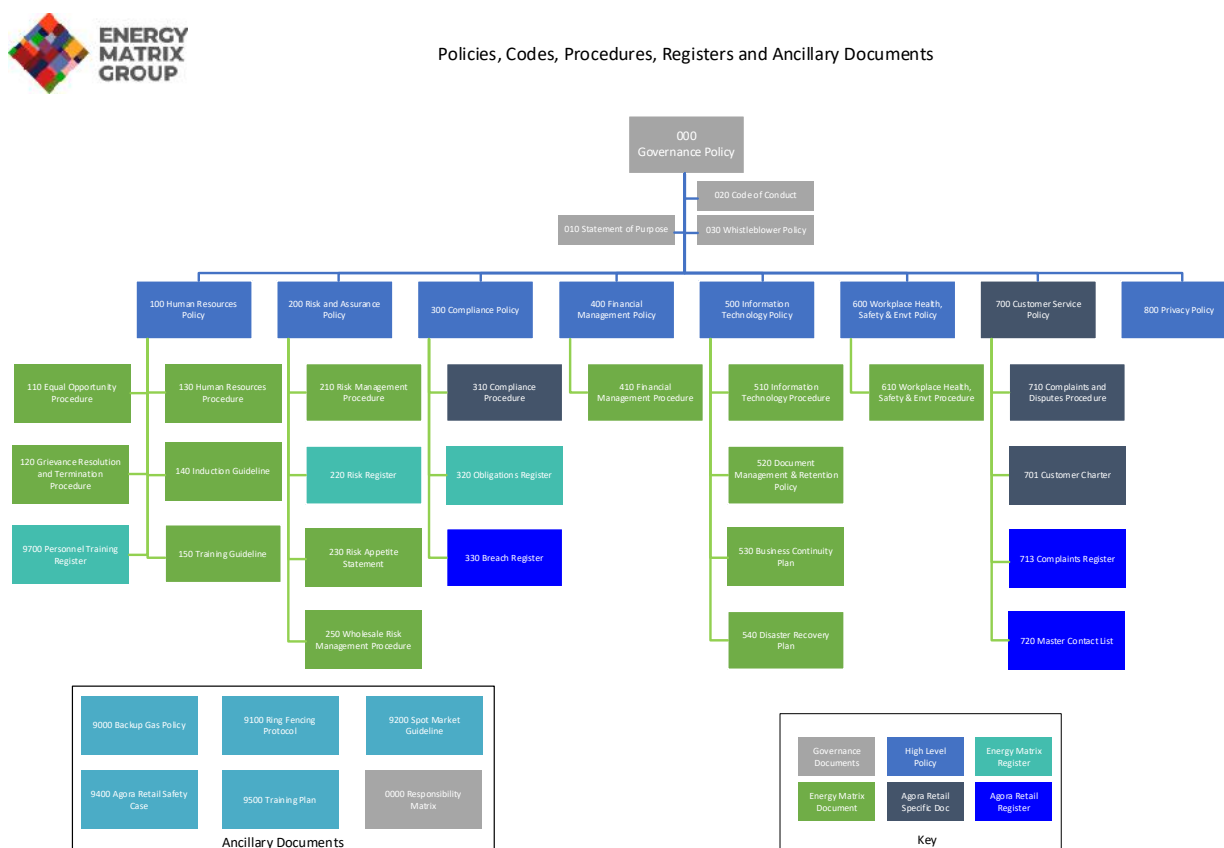 ENERGY
MATRIX
GROUP
Policies, Codes, Procedures, Registers and Ancillary Documents
000
Governance Policy
020 Code of Conduct
010 Statement of Purpose
030 Whistleblower Policy
100 Human Resources
Policy
200 Risk and Assurance
Policy
300 Compliance Policy
400 Financial
Management Policy
500 Information
Technology Policy
600 Workplace Health,
Safety & Envt Policy
700 Customer Service
Policy
800 Privacy Policy
110 Equal Opportunity
Procedure
130 Human Resources
Procedure
210 Risk Management
Procedure
310 Compliance
Procedure
410 Financial
Management Procedure
510 Information
Technology Procedure
610 Workplace Health,
Safety & Envt Procedure
710 Complaints and
Disputes Procedure
120 Grievance Resolution
and Termination
Procedure
140 Induction Guideline
220 Risk Register
320 Obligations Register
520 Document
Management & Retention
Policy
701 Customer Charter
9700 Personnel Training
Register
150 Training Guideline
230 Risk Appetite
Statement
330 Breach Register
530 Business Continuity
Plan
713 Complaints Register
250 Wholesale Risk
Management Procedure
540 Disaster Recovery
Plan
720 Master Contact List
9000 Backup Gas Policy
9100 Ring Fencing
Protocol
9200 Spot Market
Guideline
9400 Agora Retail Safety
Case
9500 Training Plan
0000 Responsibility
Matrix
Ancillary Documents
Governance
Documents
High Level
Policy
Energy Matrix
Register
Energy Matrix
Document
Agora Retail
Specific Doc
Agora Retail
Register
Key